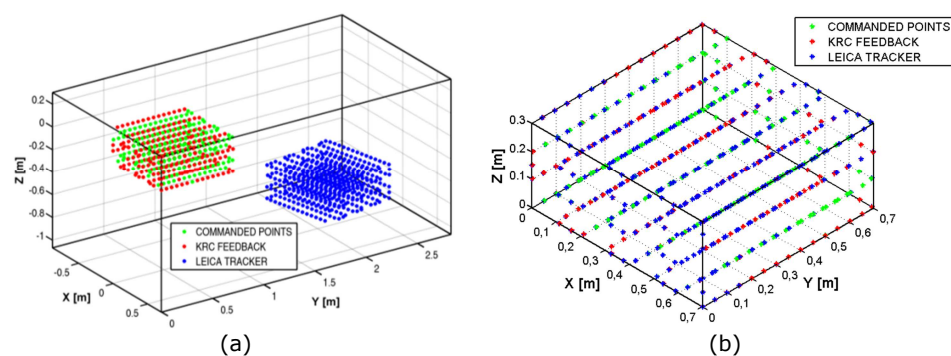 0.2
0
-0.2
-0.4
-0.6
-0.8
-1
Z [m]
-0.5
0
0.5
X [m]
0
0.5
1
1.5
2
2.5
Y [m]
COMMANDED POINTS
KRC FEEDBACK
LEICA TRACKER
(a)
(b)
COMMANDED POINTS
KRC FEEDBACK
LEICA TRACKER
0.3
0.2
0.1
0
Z [m]
0,1
0,2
0,3
0,4
0,5
0,6
0,7
X [m]
0
0,1
0,2
0,3
0,4
0,5
0,6
0,7
Y [m]